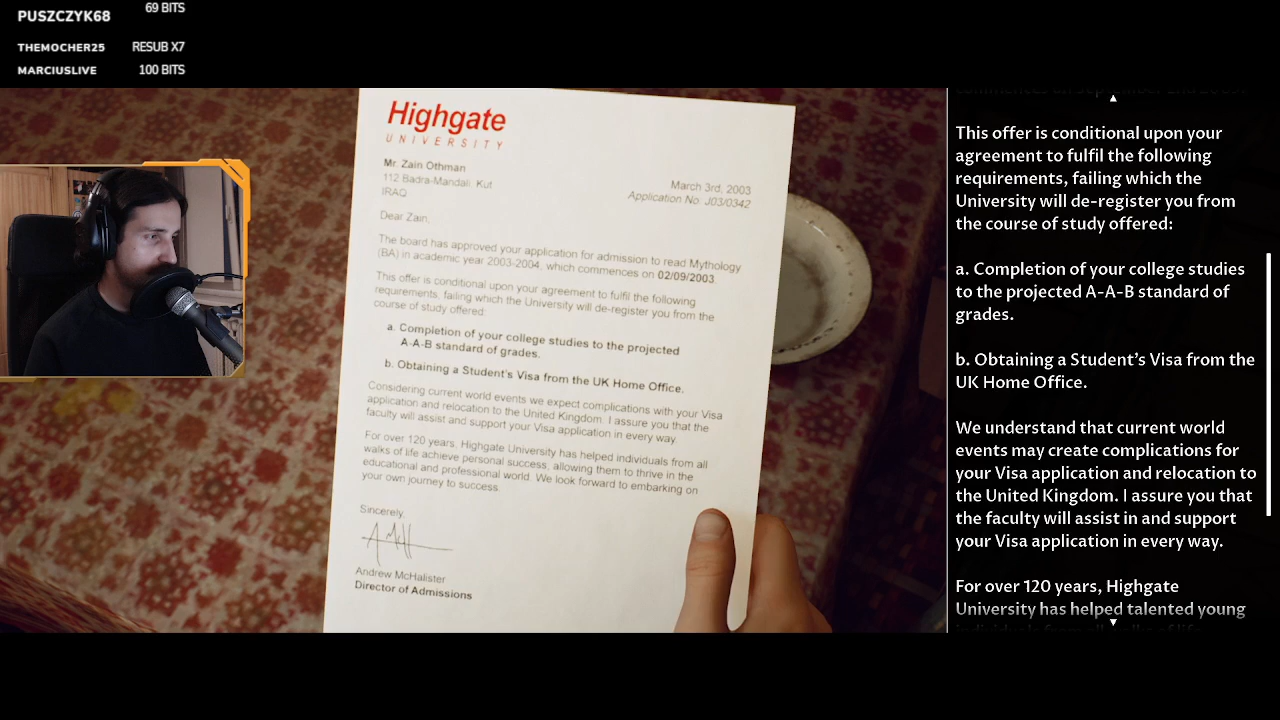 PUSZCZYK68 69 BITS
THEMOCHER25 RESUB X7
MARCIUSLIVE 100 BITS
Highgate
UNIVERSITY
Mr. Zain Othman
112 Badra-Mandali, Kut
IRAQ
March 3rd, 2003
Application No. J03/0342
Dear Zain,
The board has approved your application for admission to read Mythology
(BA) in academic year 2003-2004, which commences on 02/09/2003.
This offer is conditional upon your agreement to fulfil the following
requirements, failing which the University will de-register you from the
course of study offered:
a. Completion of your college studies to the projected
A-A-B standard of grades.
b. Obtaining a Student's Visa from the UK Home Office.
Considering current world events we expect complications with your Visa
application and relocation to the United Kingdom. I assure you that the
faculty will assist and support your Visa application in every way.
For over 120 years, Highgate University has helped individuals from all
walks of life achieve personal success, allowing them to thrive in the
educational and professional world. We look forward to embarking on
your own journey to success.
Sincerely,
Andrew McHalister
Director of Admissions
This offer is conditional upon your
agreement to fulfil the following
requirements, failing which the
University will de-register you from
the course of study offered:
a. Completion of your college studies
to the projected A-A-B standard of
grades.
b. Obtaining a Student's Visa from the
UK Home Office.
We understand that current world
events may create complications for
your Visa application and relocation to
the United Kingdom. I assure you that
the faculty will assist in and support
your Visa application in every way.
For over 120 years, Highgate
University has helped talented young